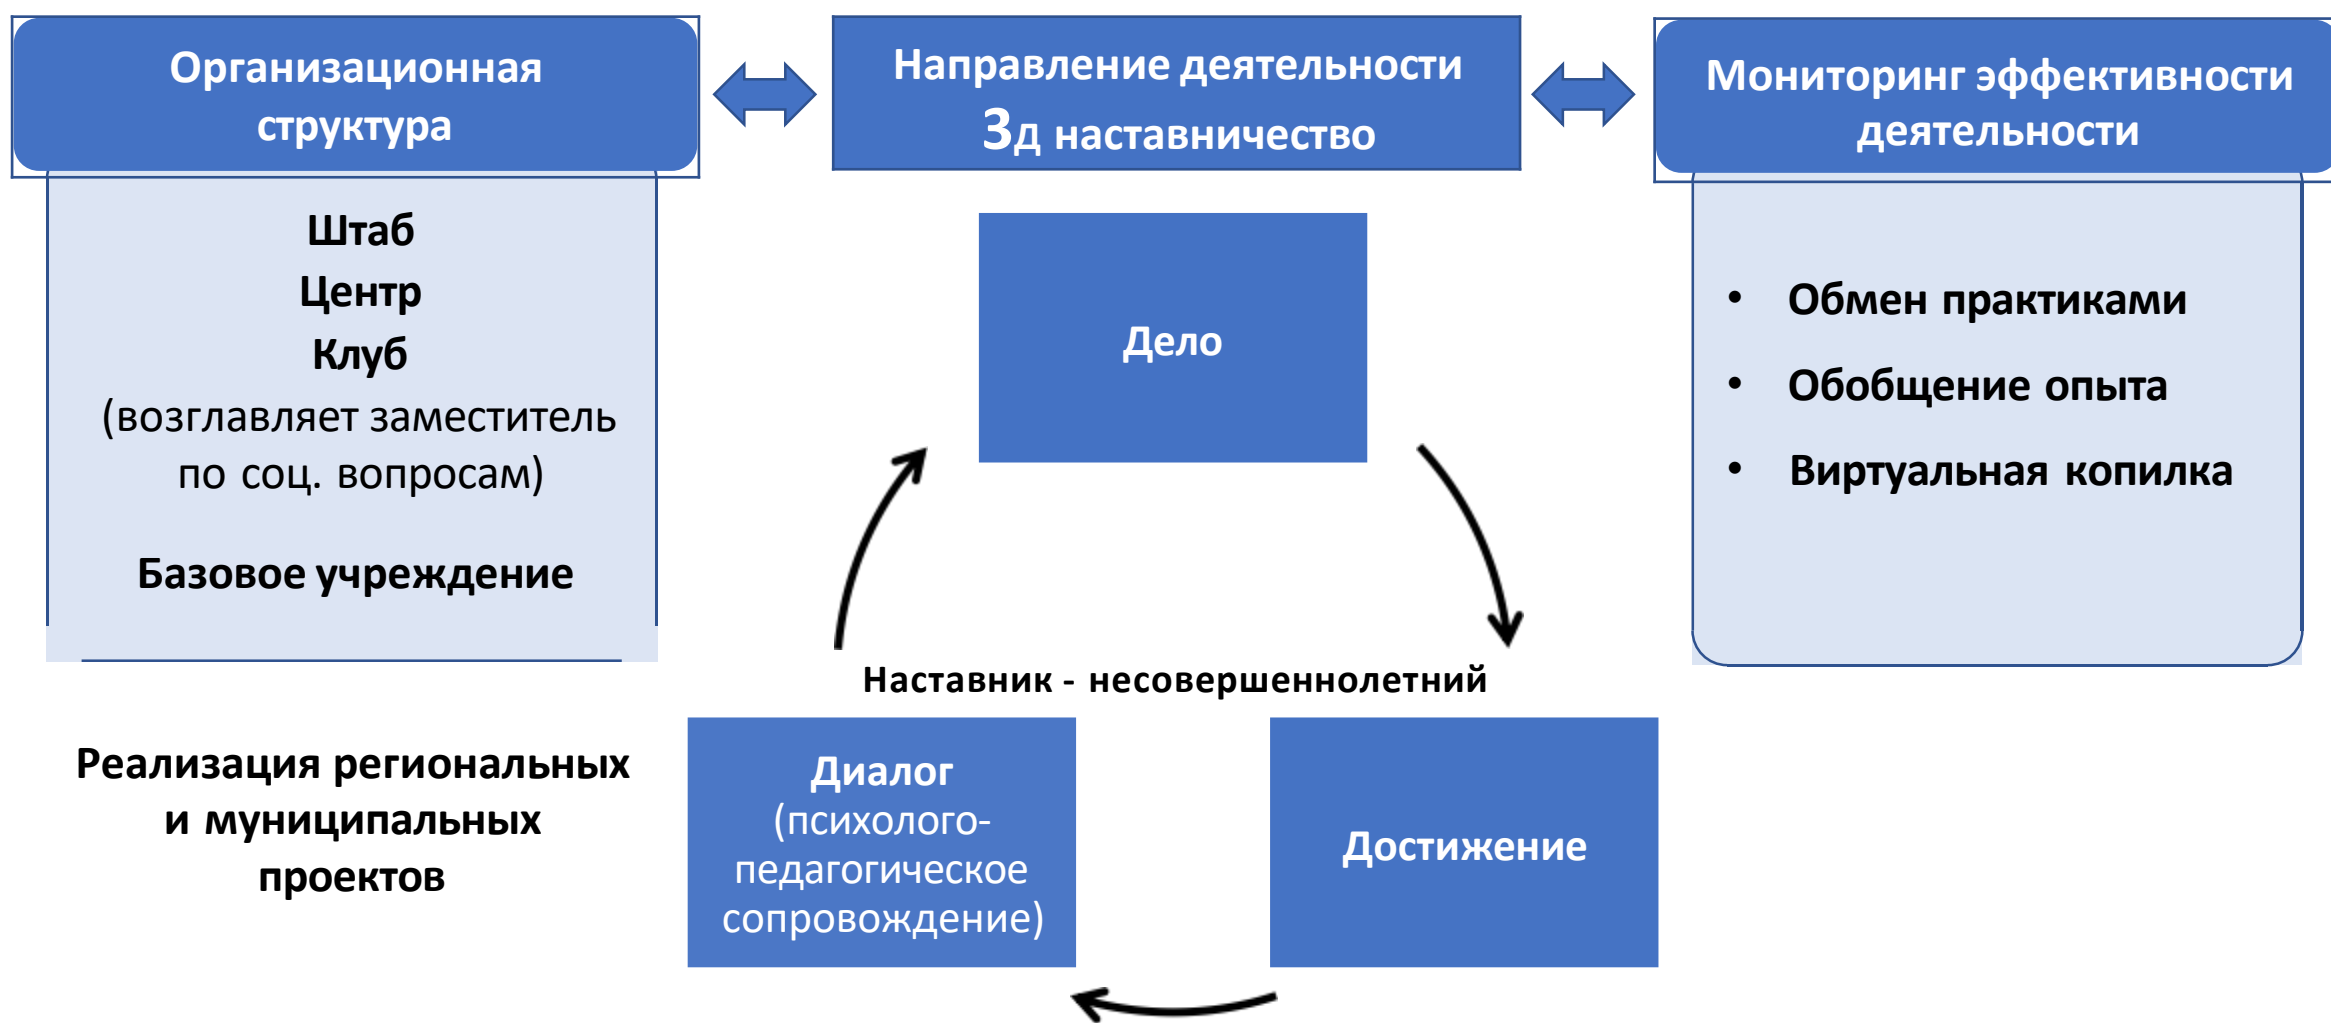 Организационная
структура
Штаб
Центр
Клуб
(возглавляет заместитель
по соц. вопросам)
Базовое учреждение
Реализация региональных
и муниципальных
проектов
Направление деятельности
3д наставничество
Дело
Наставник - несовершеннолетний
Диалог
(психолого-
педагогическое
сопровождение)
Достижение
Мониторинг эффективности
деятельности
• Обмен практиками
• Обобщение опыта
• Виртуальная копилка